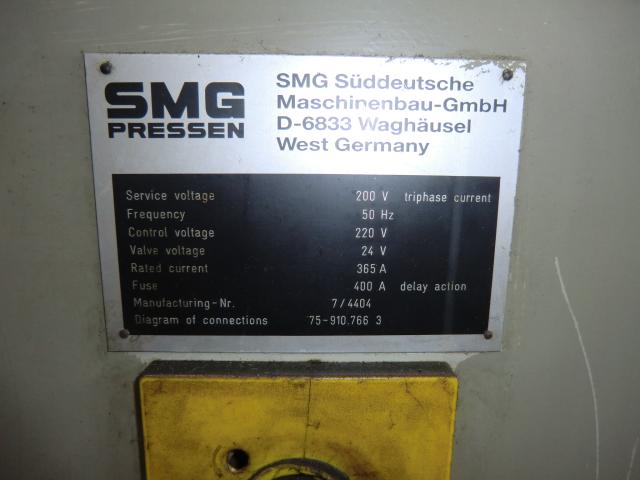 SMG
PRESSEN
SMG Süddeutsche
Maschinenbau-GmbH
D-6833 Waghäusel
West Germany
Service voltage 200 V triphase current
Frequency 50 Hz
Control voltage 220 V
Valve voltage 24 V
Rated current 365 A
Fuse 400 A delay action
Manufacturing-Nr. 7/4404
Diagram of connections 75-910.766 3